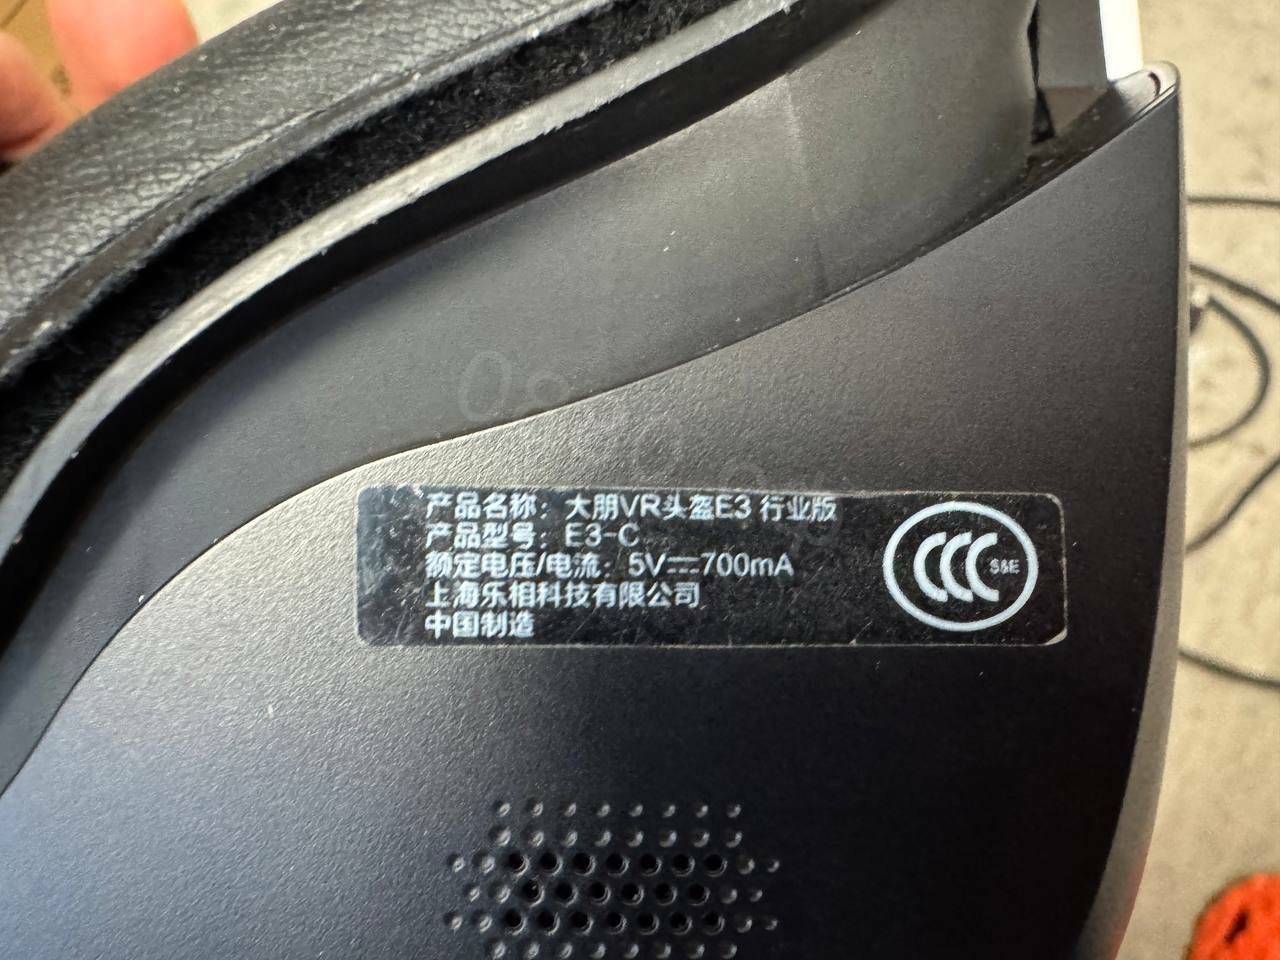 产品名称：大朋VR头盔E3 行业版
产品型号：E3-C
额定电压/电流：5V⎓700mA
上海乐相科技有限公司
中国制造
CCC S&E